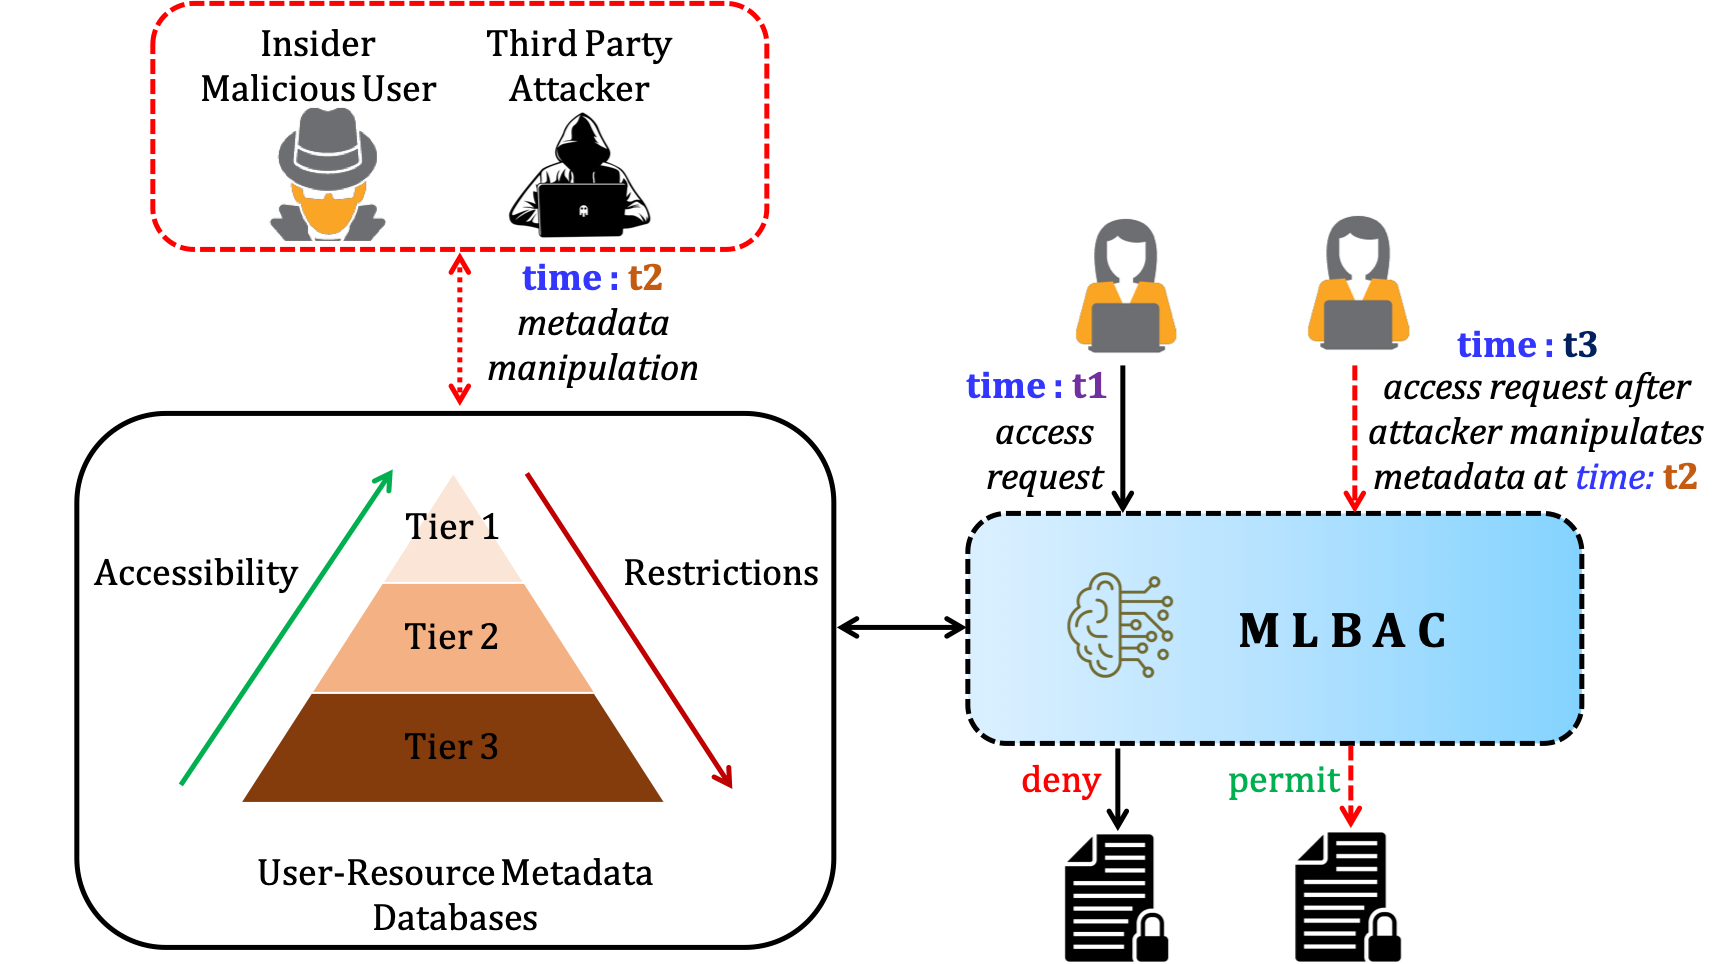 Insider
Malicious User
Third Party
Attacker
time : t2
metadata
manipulation
time : t1
access
request
time : t3
access request after
attacker manipulates
metadata at time: t2
Accessibility
Tier 1
Tier 2
Tier 3
Restrictions
User-Resource Metadata
Databases
M L B A C
deny
permit